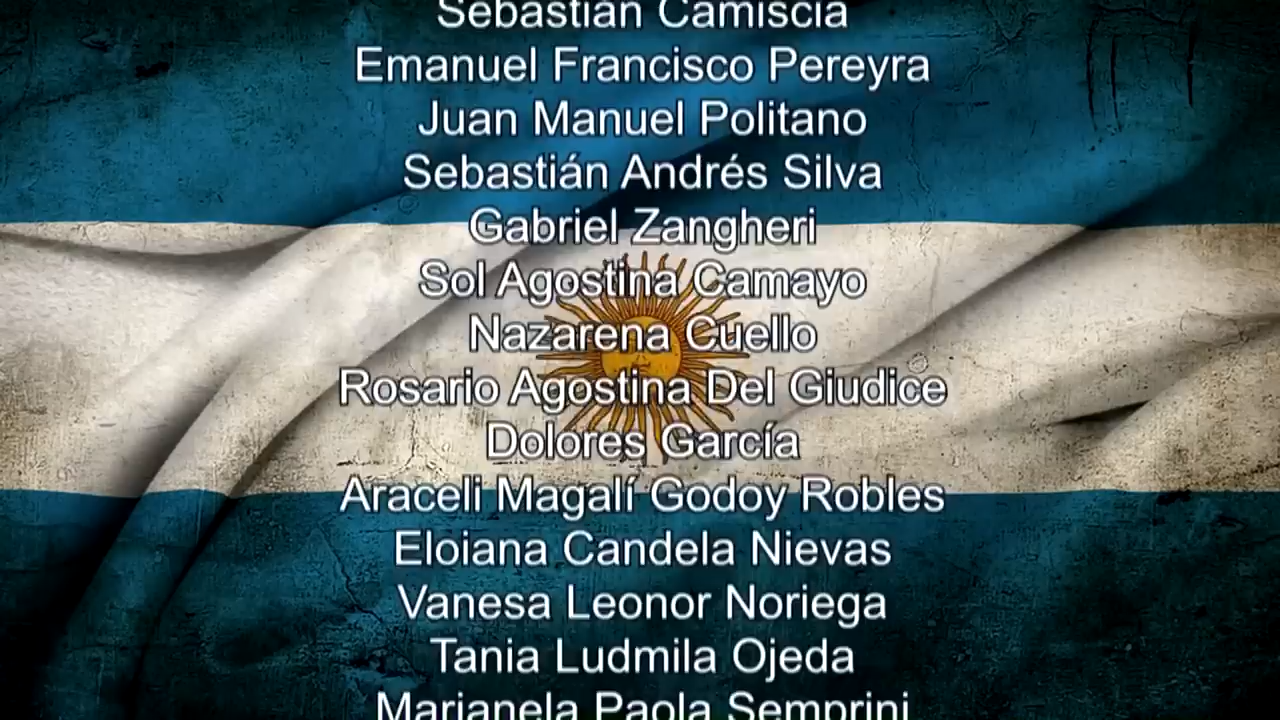 Sebastián Camiscia
Emanuel Francisco Pereyra
Juan Manuel Politano
Sebastián Andrés Silva
Gabriel Zangheri
Sol Agostina Camayo
Nazarena Cuello
Rosario Agostina Del Giudice
Dolores García
Araceli Magalí Godoy Robles
Eloiana Candela Nievas
Vanesa Leonor Noriega
Tania Ludmila Ojeda
Marianela Paola Semprini